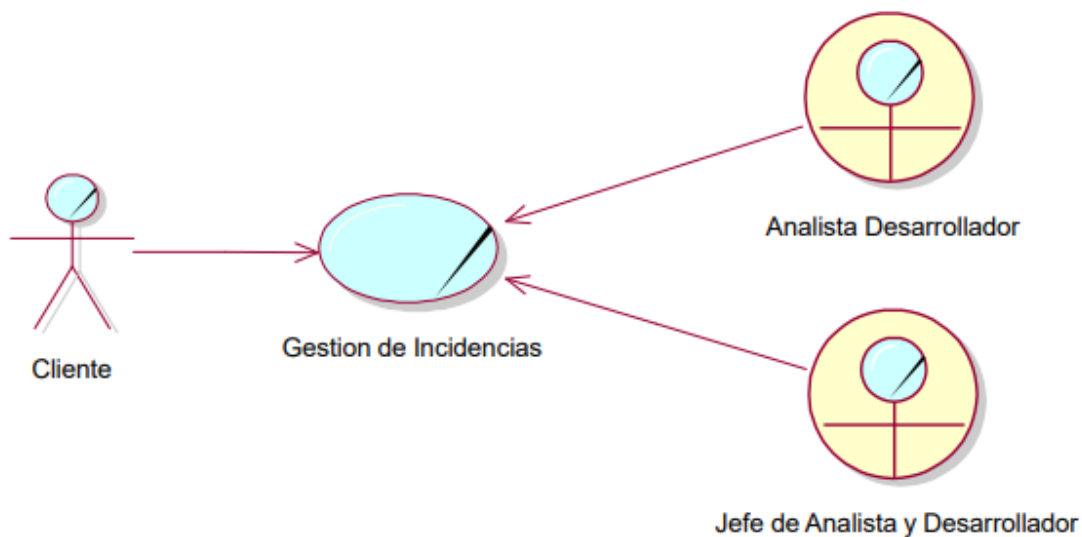 Analista Desarrollador
Gestion de Incidencias
Cliente
Jefe de Analista y Desarrollador